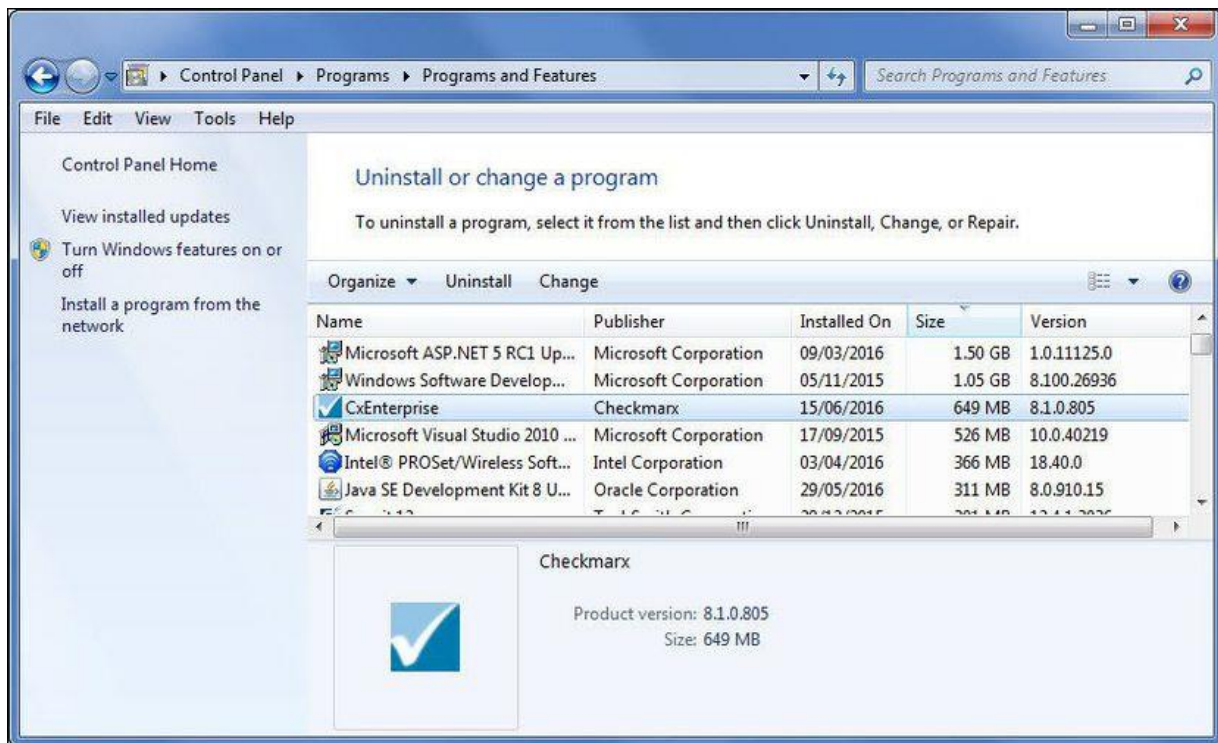 Control Panel Programs Programs and Features Search Programs and Features
File Edit View Tools Help
Control Panel Home
View installed updates
Turn Windows features on or
off
Install a program from the
network
Uninstall or change a program
To uninstall a program, select it from the list and then click Uninstall, Change, or Repair.
Organize Uninstall Change
Name Publisher Installed On Size Version
Microsoft ASP.NET 5 RC1 Up... Microsoft Corporation 09/03/2016 1.50 GB 1.0.11125.0
Windows Software Develop... Microsoft Corporation 05/11/2015 1.05 GB 8.100.26936
CxEnterprise Checkmarx 15/06/2016 649 MB 8.1.0.805
Microsoft Visual Studio 2010 ... Microsoft Corporation 17/09/2015 526 MB 10.0.40219
Intel® PROSet/Wireless Soft... Intel Corporation 03/04/2016 366 MB 18.40.0
Java SE Development Kit 8 U... Oracle Corporation 29/05/2016 311 MB 8.0.910.15
Checkmarx
Product version: 8.1.0.805
Size: 649 MB